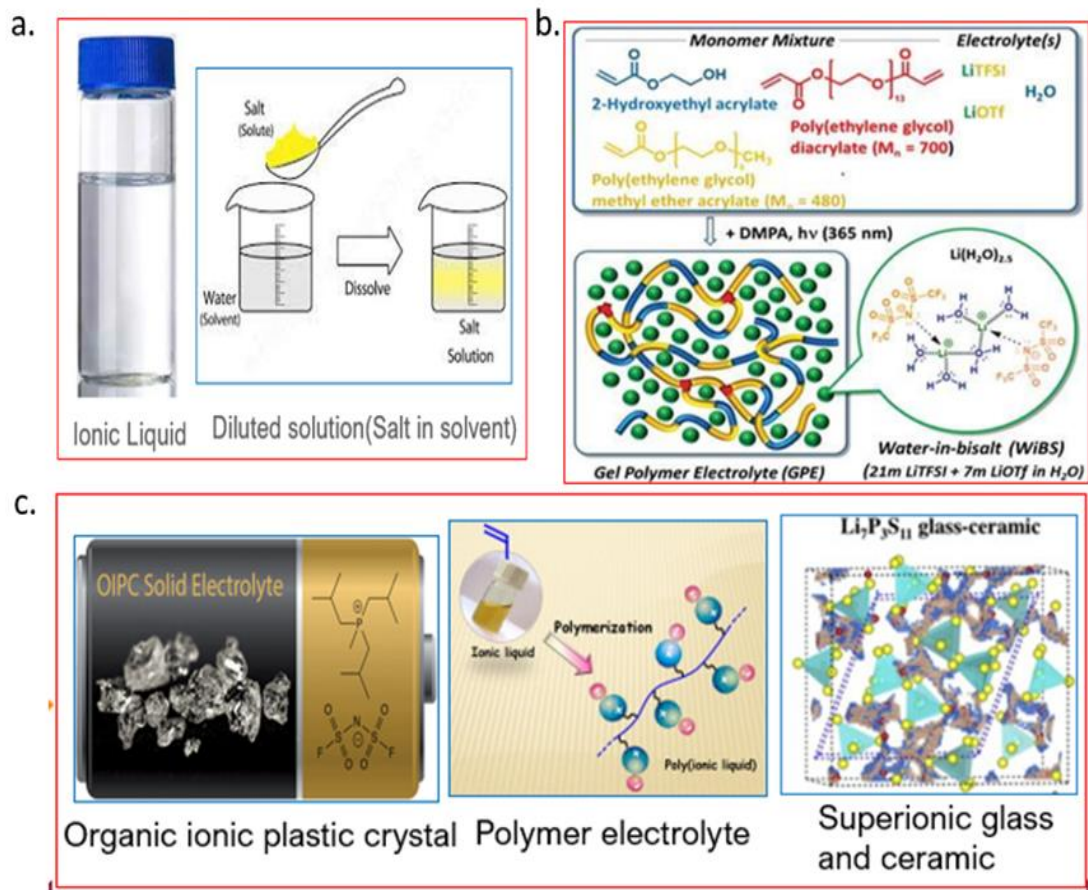 a.
Salt
(Solute)
Water
(Solvent)
Dissolve
Salt
Solution
Ionic Liquid
Diluted solution(Salt in solvent)
b.
Monomer Mixture
Electrolyte(s)
O
O
OH
2-Hydroxyethyl acrylate
O
O
O
O
O
13
Poly(ethylene glycol)
diacrylate (Mn = 700)
LiTFSI
H2O
LiOTf
O
O
O
CH3
Poly(ethylene glycol)
methyl ether acrylate (Mn = 480)
+ DMPA, hν (365 nm)
Gel Polymer Electrolyte (GPE)
Li(H2O)2.5
Water-in-bisalt (WiBS)
(21m LiTFSI + 7m LiOTf in H2O)
c.
OIPC Solid Electrolyte
P
O
N
O
F
S
S
F
O
O
Organic ionic plastic crystal
Ionic liquid
Polymerization
Poly(ionic liquid)
Polymer electrolyte
Li7P3S11 glass-ceramic
Superionic glass
and ceramic